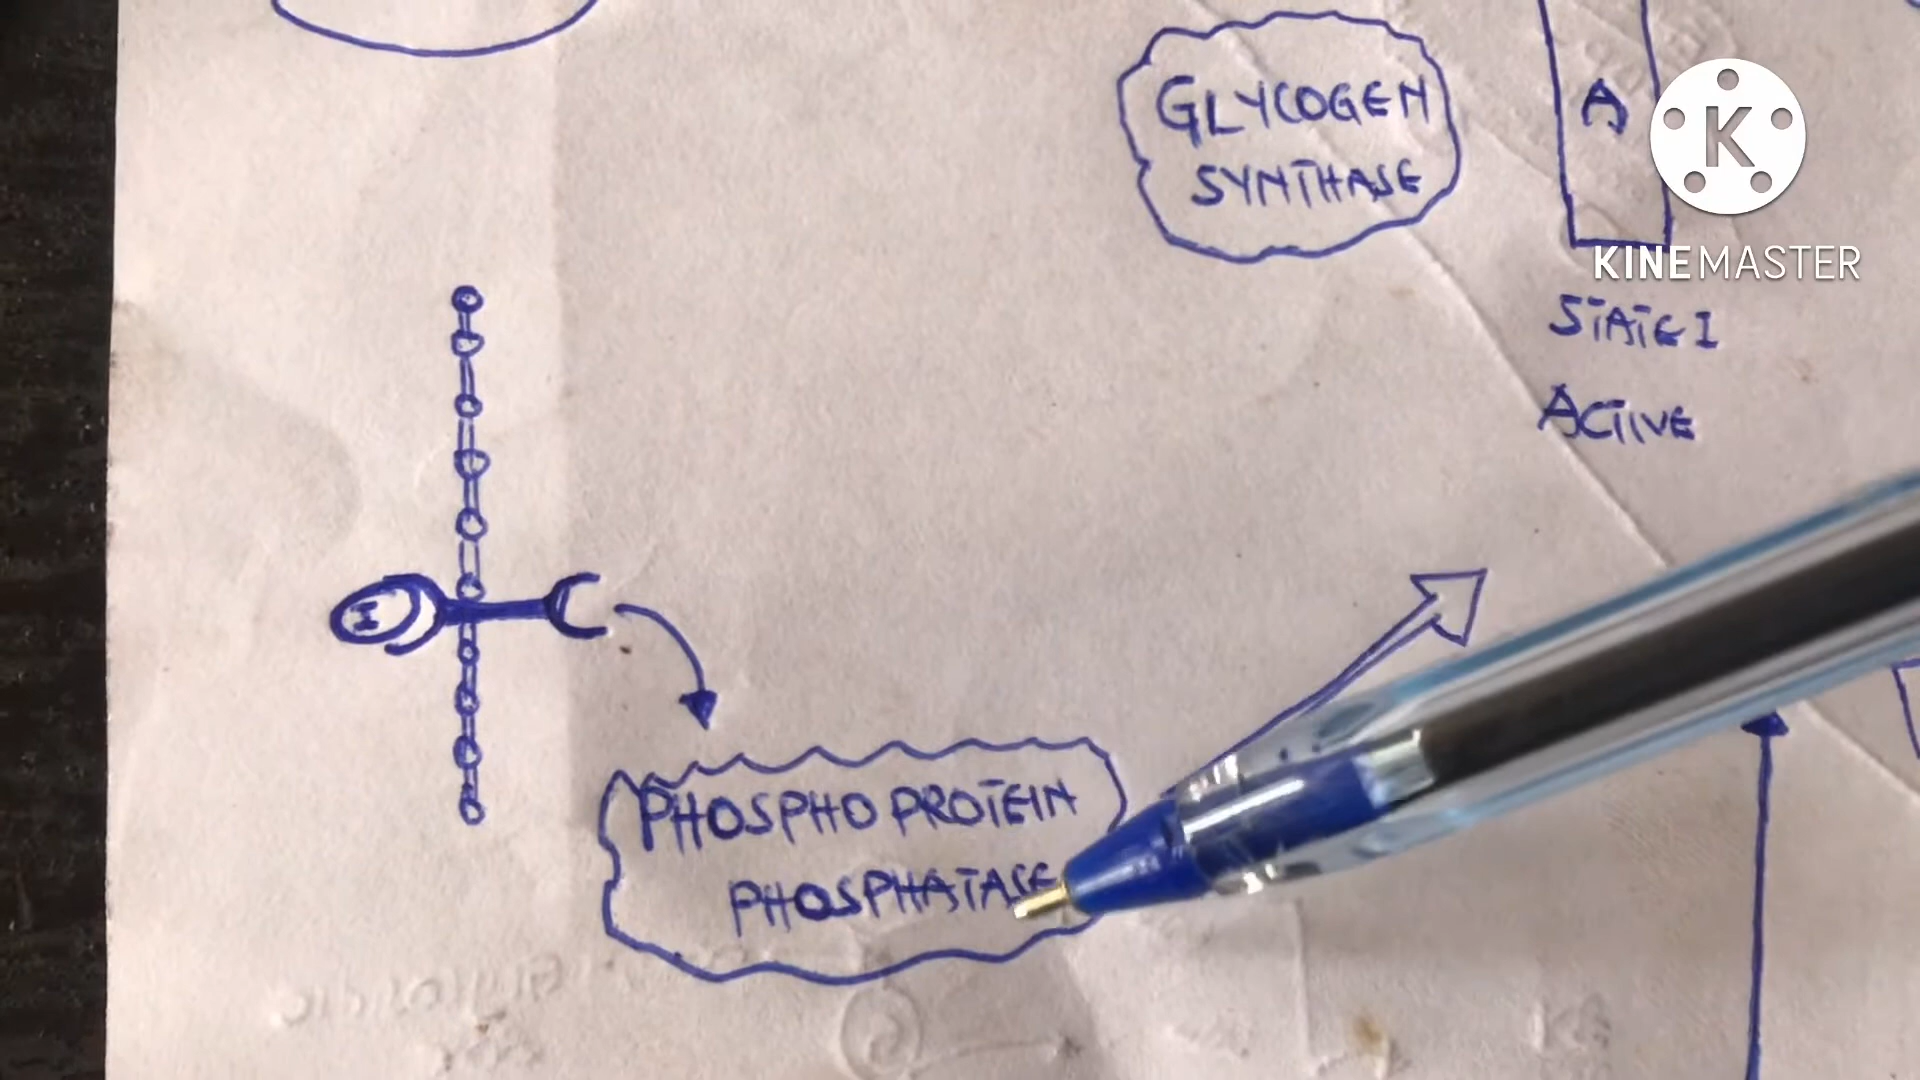 GLYCOGEN
SYNTHASE
A
K
KINEMASTER
STATE I
ACTIVE
I
PHOSPHO PROTEIN
PHOSPHATASE